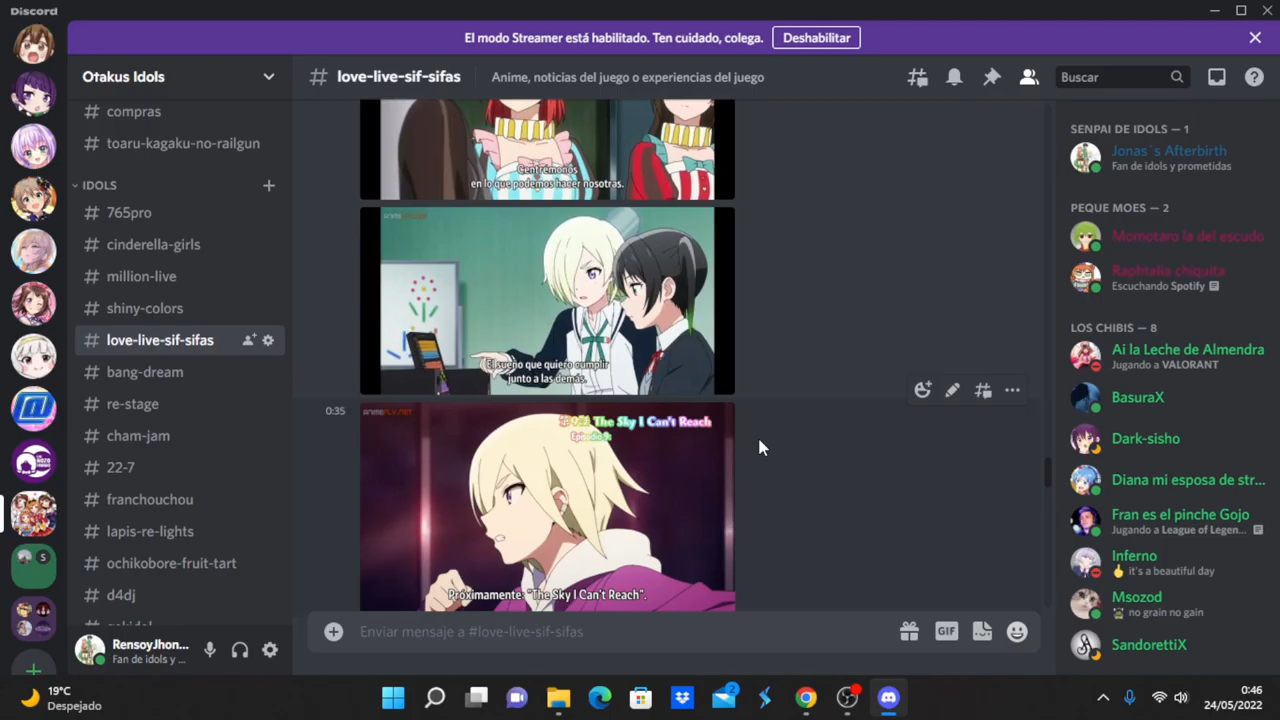 Discord
El modo Streamer está habilitado. Ten cuidado, colega.
Deshabilitar
Otakus Idols
# love-live-sif-sifas
Anime, noticias del juego o experiencias del juego
Buscar
# compras
# toaru-kagaku-no-railgun
IDOLS
# 765pro
# cinderella-girls
# million-live
# shiny-colors
# love-live-sif-sifas
# bang-dream
# re-stage
# cham-jam
# 22-7
# franchouchou
# lapis-re-lights
# ochikobore-fruit-tart
# d4dj
RensoyJhon...
Fan de idols y ...
Centrémonos
en lo que podemos hacer nosotras.
ANIMEFLV.NET
El sueño que quiero cumplir
junto a las demás.
0:35
ANIMEFLV.NET
The Sky I Can't Reach
Episodio 9:
Próximamente: "The Sky I Can't Reach".
Enviar mensaje a #love-live-sif-sifas
GIF
SENPAI DE IDOLS — 1
Jonas´s Afterbirth
Fan de idols y prometidas
PEQUE MOES — 2
Momotaro la del escudo
Raphtalia chiquita
Escuchando Spotify
LOS CHIBIS — 8
Ai la Leche de Almendra
Jugando a VALORANT
BasuraX
Dark-sisho
Diana mi esposa de str...
Fran es el pinche Gojo
Jugando a League of Legen...
Inferno
it's a beautiful day
Msozod
no grain no gain
SandorettiX
19°C
Despejado
2
0:46
24/05/2022